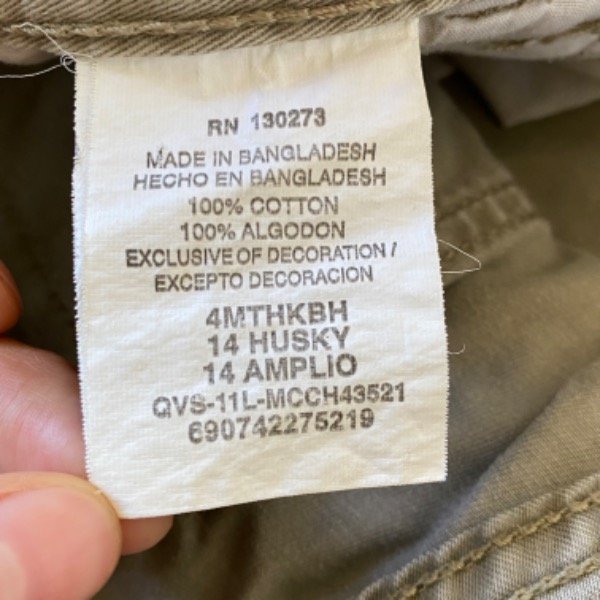 RN 130273
MADE IN BANGLADESH
HECHO EN BANGLADESH
100% COTTON
100% ALGODON
EXCLUSIVE OF DECORATION /
EXCEPTO DECORACION
4MTHKBH
14 HUSKY
14 AMPLIO
QVS-11L-MCCH43521
690742275219